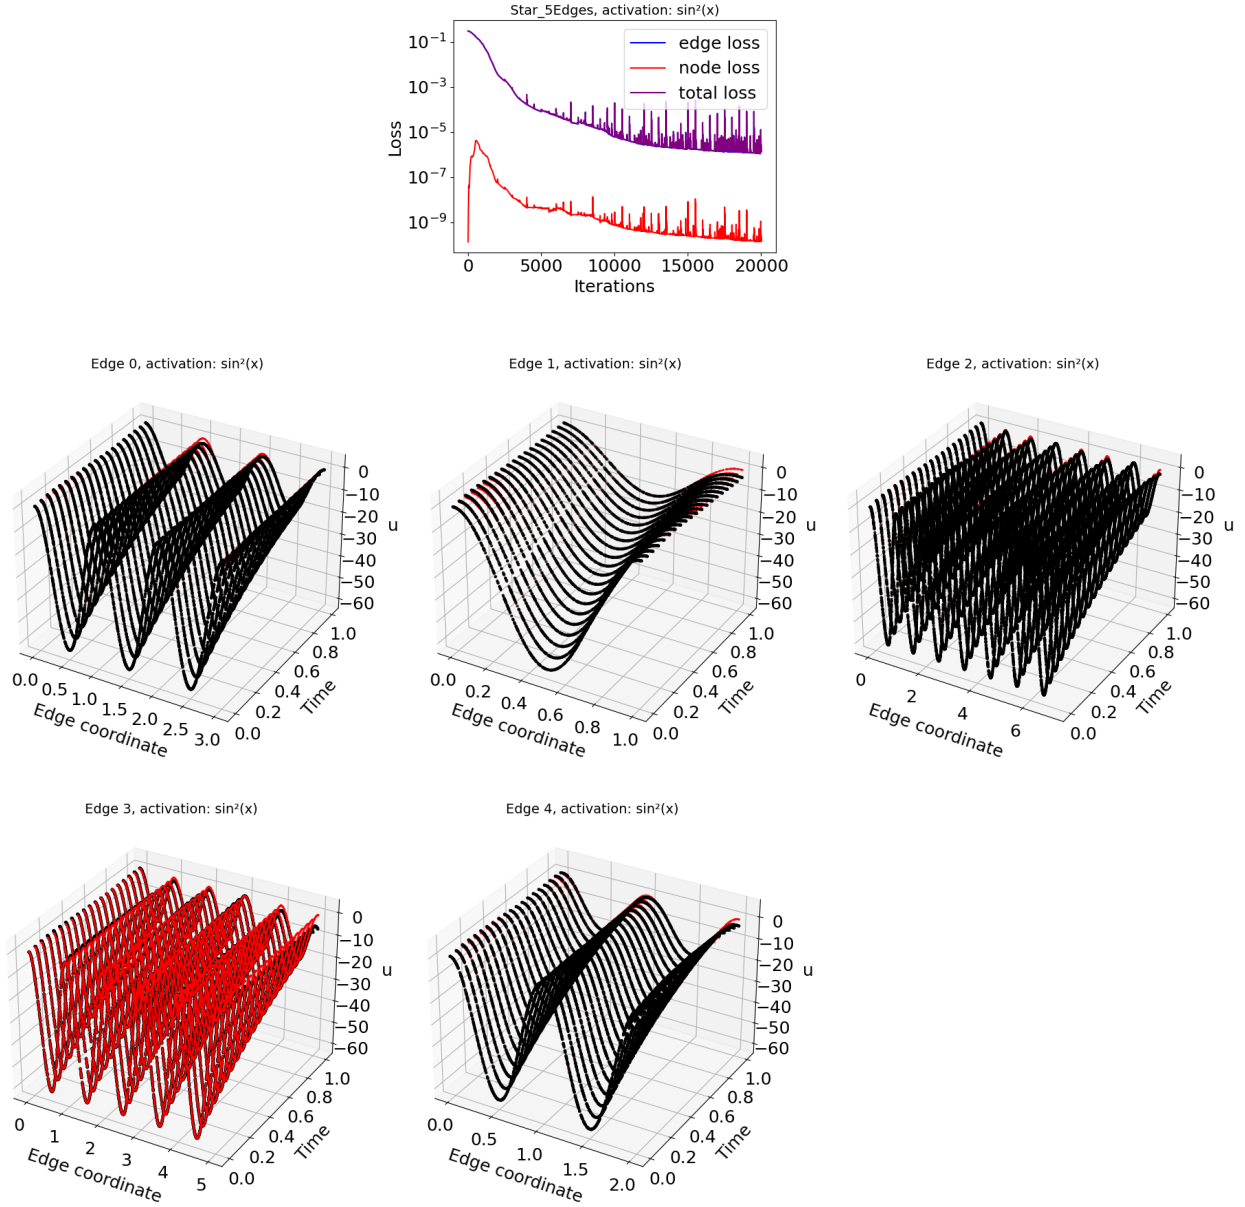 Star_5Edges, activation: sin²(x)
10⁻¹
10⁻³
10⁻⁵
10⁻⁷
10⁻⁹
Loss
edge loss
node loss
total loss
0 5000 10000 15000 20000
Iterations
Edge 0, activation: sin²(x)
0
−10
−20
−30
−40
−50
−60
u
0.0 0.5 1.0 1.5 2.0 2.5 3.0
Edge coordinate
0.0 0.2 0.4 0.6 0.8 1.0
Time
Edge 1, activation: sin²(x)
0
−10
−20
−30
−40
−50
−60
u
0.0 0.2 0.4 0.6 0.8 1.0
Edge coordinate
0.0 0.2 0.4 0.6 0.8 1.0
Time
Edge 2, activation: sin²(x)
0
−10
−20
−30
−40
−50
−60
u
0 2 4 6
Edge coordinate
0.0 0.2 0.4 0.6 0.8 1.0
Time
Edge 3, activation: sin²(x)
0
−10
−20
−30
−40
−50
−60
u
0 1 2 3 4 5
Edge coordinate
0.0 0.2 0.4 0.6 0.8 1.0
Time
Edge 4, activation: sin²(x)
0
−10
−20
−30
−40
−50
−60
u
0.0 0.5 1.0 1.5 2.0
Edge coordinate
0.0 0.2 0.4 0.6 0.8 1.0
Time